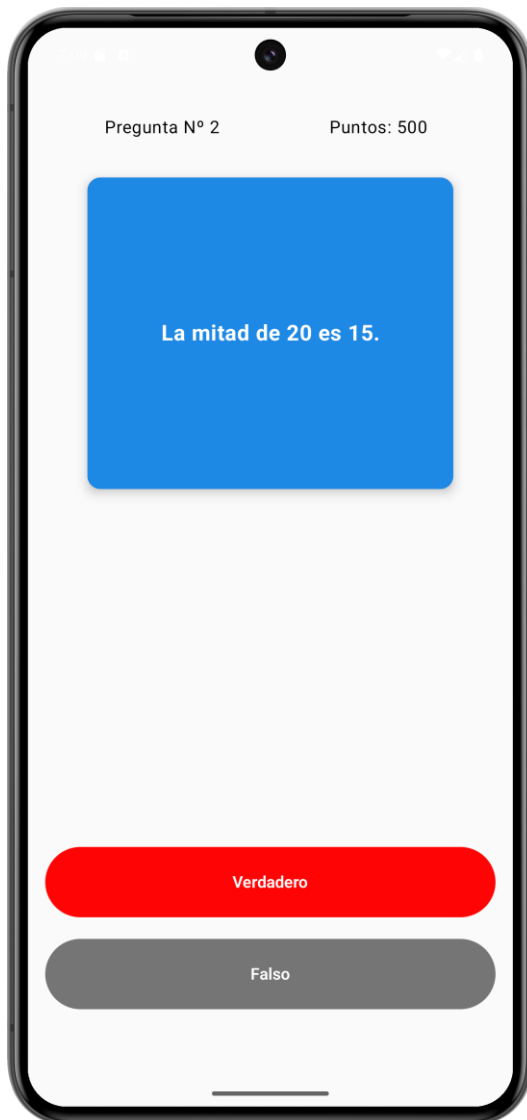 Pregunta Nº 2
Puntos: 500
La mitad de 20 es 15.
Verdadero
Falso